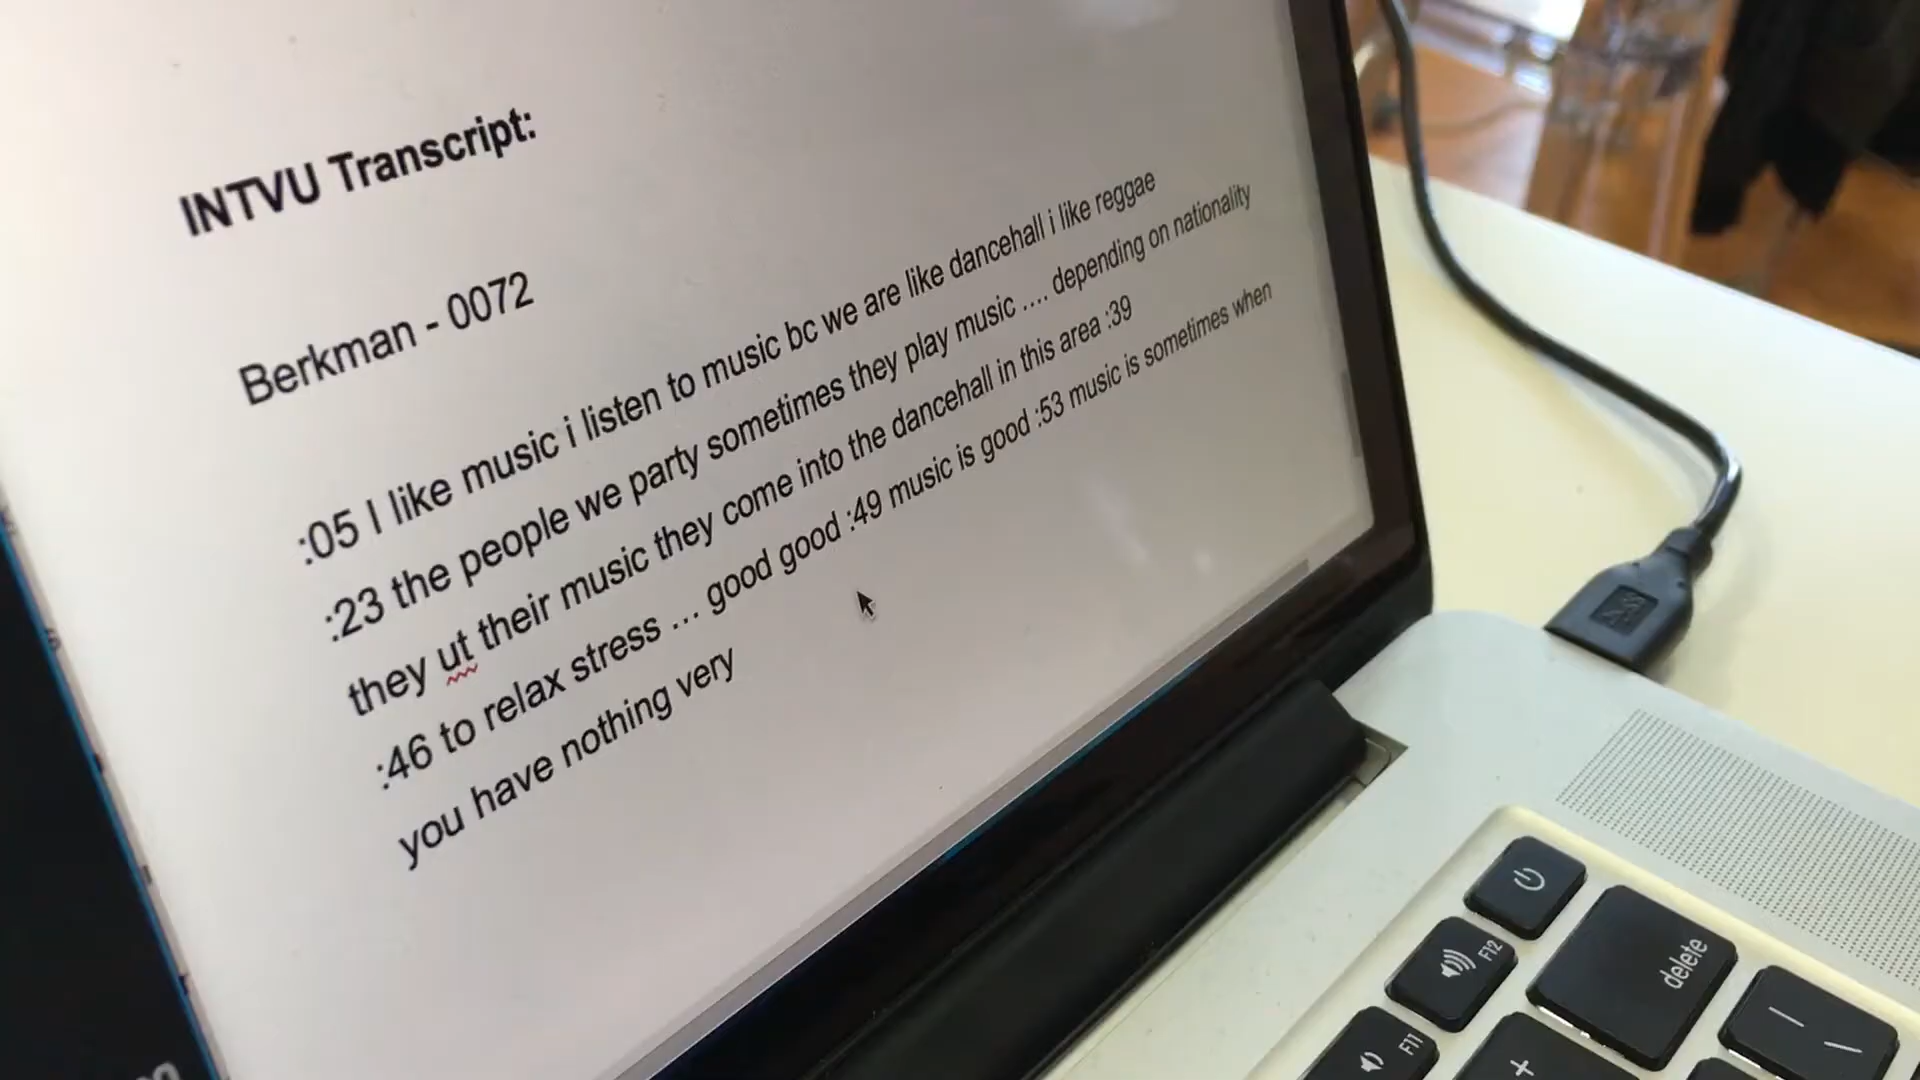 INTVU Transcript:
Berkman - 0072
:05 I like music i listen to music bc we are like dancehall i like reggae
:23 the people we party sometimes they play music .... depending on nationality
they ut their music they come into the dancehall in this area :39
:46 to relax stress ... good good :49 music is good :53 music is sometimes when
you have nothing very
F12
delete
F11
+